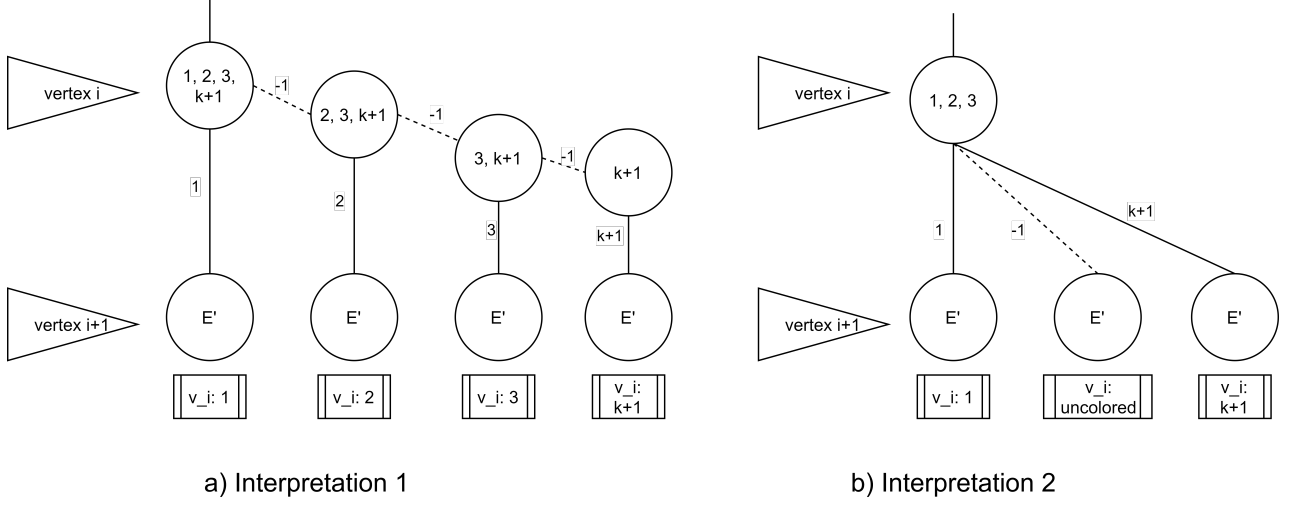 vertex i
1, 2, 3,
k+1
-1
2, 3, k+1
-1
3, k+1
-1
k+1
1
2
3
k+1
vertex i+1
E'
E'
E'
E'
v_i: 1
v_i: 2
v_i: 3
v_i:
k+1
a) Interpretation 1
vertex i
1, 2, 3
1
-1
k+1
vertex i+1
E'
E'
E'
v_i: 1
v_i:
uncolored
v_i:
k+1
b) Interpretation 2